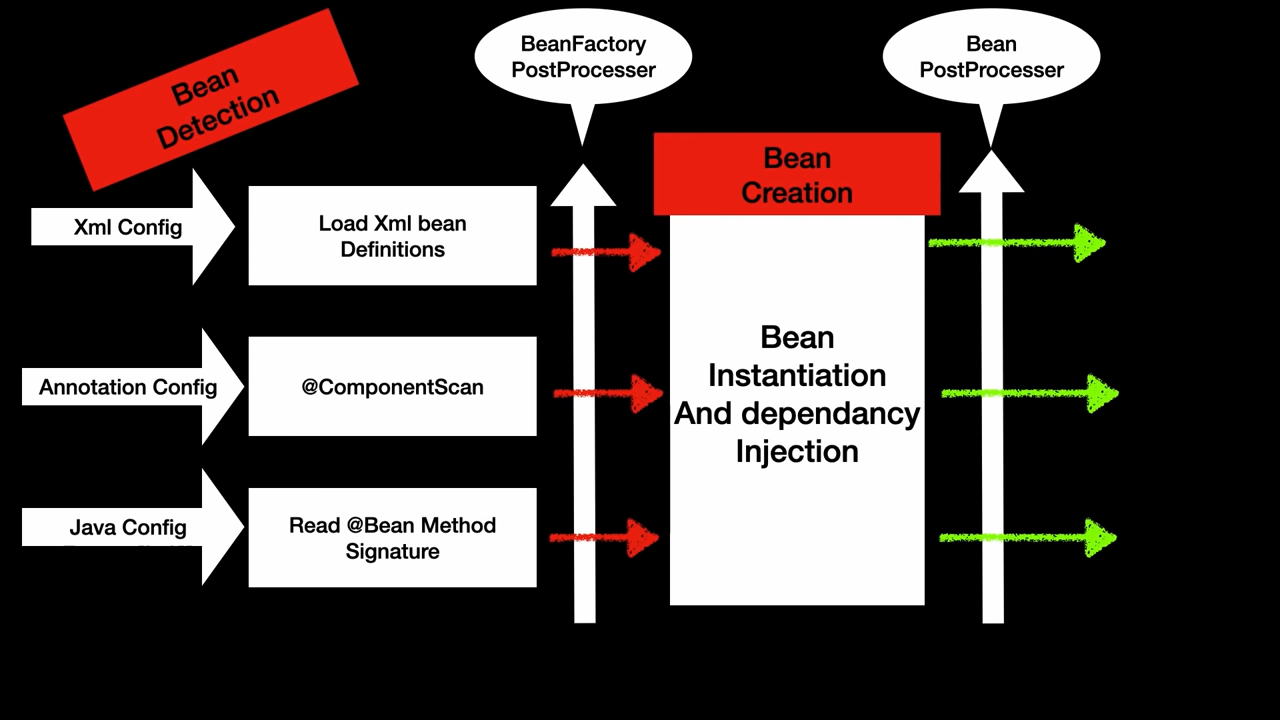 Bean
Detection
BeanFactory
PostProcesser
Bean
PostProcesser
Bean
Creation
Xml Config
Load Xml bean
Definitions
Annotation Config
@ComponentScan
Java Config
Read @Bean Method
Signature
Bean
Instantiation
And dependancy
Injection